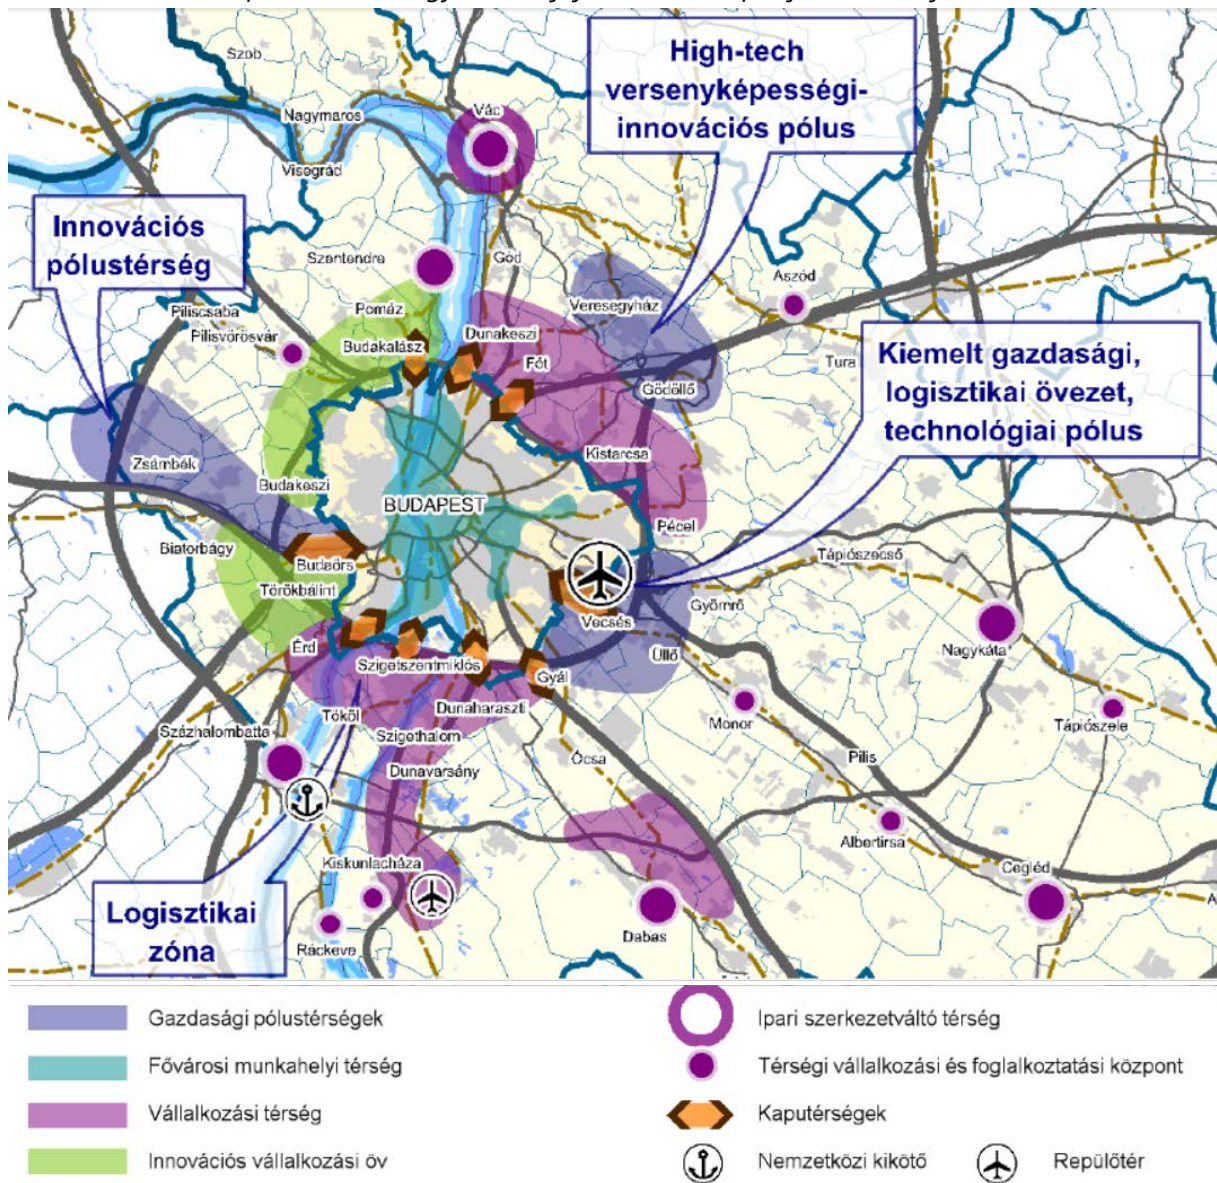 Szob
High-tech
versenyképességi-
innovációs pólus
Vác
Nagymaros
Visegrád
Innovációs
pólustérség
Szentendre
Göd
Aszód
Veresegyház
Pomáz
Piliscsaba
Pilisvörösvár
Budakalász
Dunakeszi
Fót
Tura
Kiemelt gazdasági,
logisztikai övezet,
technológiai pólus
Gödöllő
Zsámbék
Kistarcsa
Budakeszi
BUDAPEST
Pécel
Biatorbágy
Budaörs
Tápiószecső
Törökbálint
Vecsés
Gyömrő
Érd
Üllő
Nagykáta
Szigetszentmiklós
Gyál
Tököl
Dunaharaszti
Monor
Tápiószele
Százhalombatta
Szigethalom
Ócsa
Pilis
Dunavarsány
Albertirsa
Kiskunlacháza
Cegléd
Logisztikai
zóna
Ráckeve
Dabas
Gazdasági pólustérségek
Ipari szerkezetváltó térség
Fővárosi munkahelyi térség
Térségi vállalkozási és foglalkoztatási központ
Vállalkozási térség
Kaputérségek
Innovációs vállalkozási öv
Nemzetközi kikötő
Repülőtér